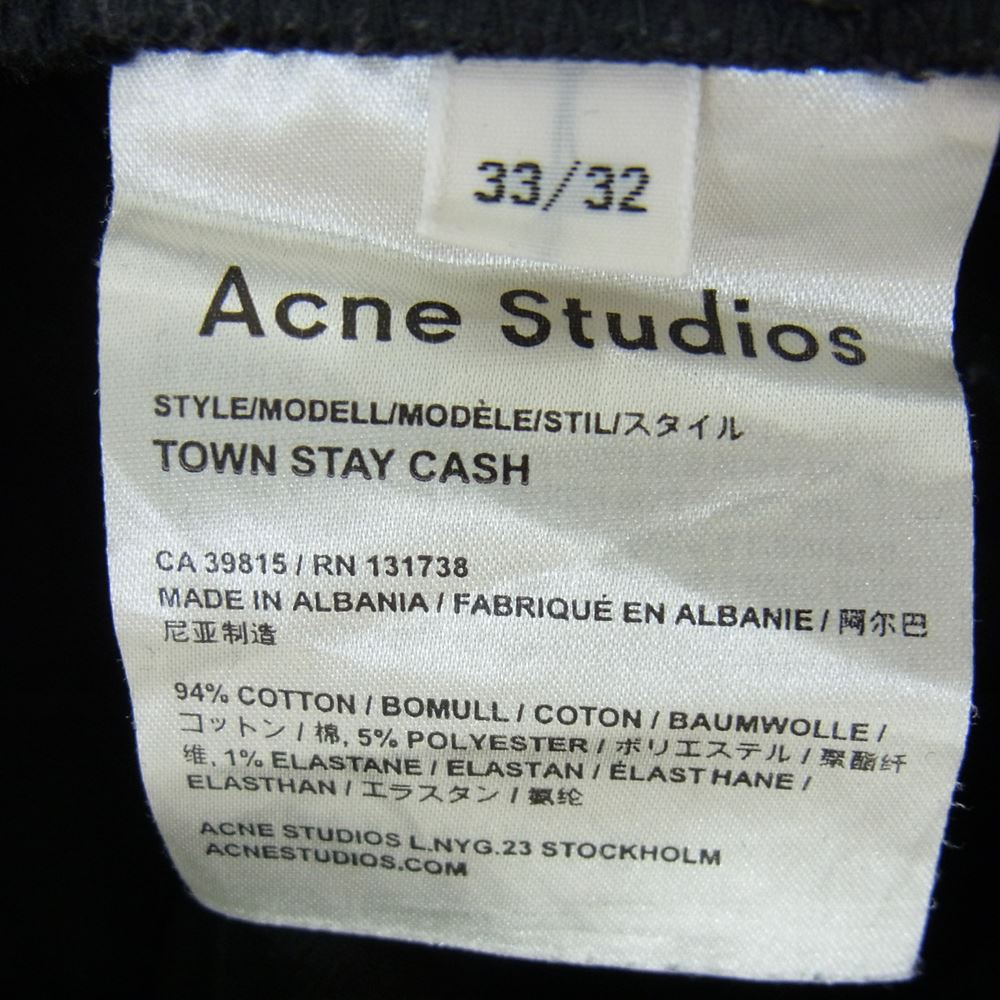 33/32
Acne Studios
STYLE/MODELL/MODÈLE/STIL/スタイル
TOWN STAY CASH
CA 39815 / RN 131738
MADE IN ALBANIA / FABRIQUÉ EN ALBANIE / 阿尔巴
尼亚制造
94% COTTON / BOMULL / COTON / BAUMWOLLE /
コットン / 棉, 5% POLYESTER / ポリエステル / 聚酯纤
维, 1% ELASTANE / ELASTAN / ÉLASTHANE /
ELASTHAN / エラスタン / 氨纶
ACNE STUDIOS L.NYG.23 STOCKHOLM
ACNESTUDIOS.COM